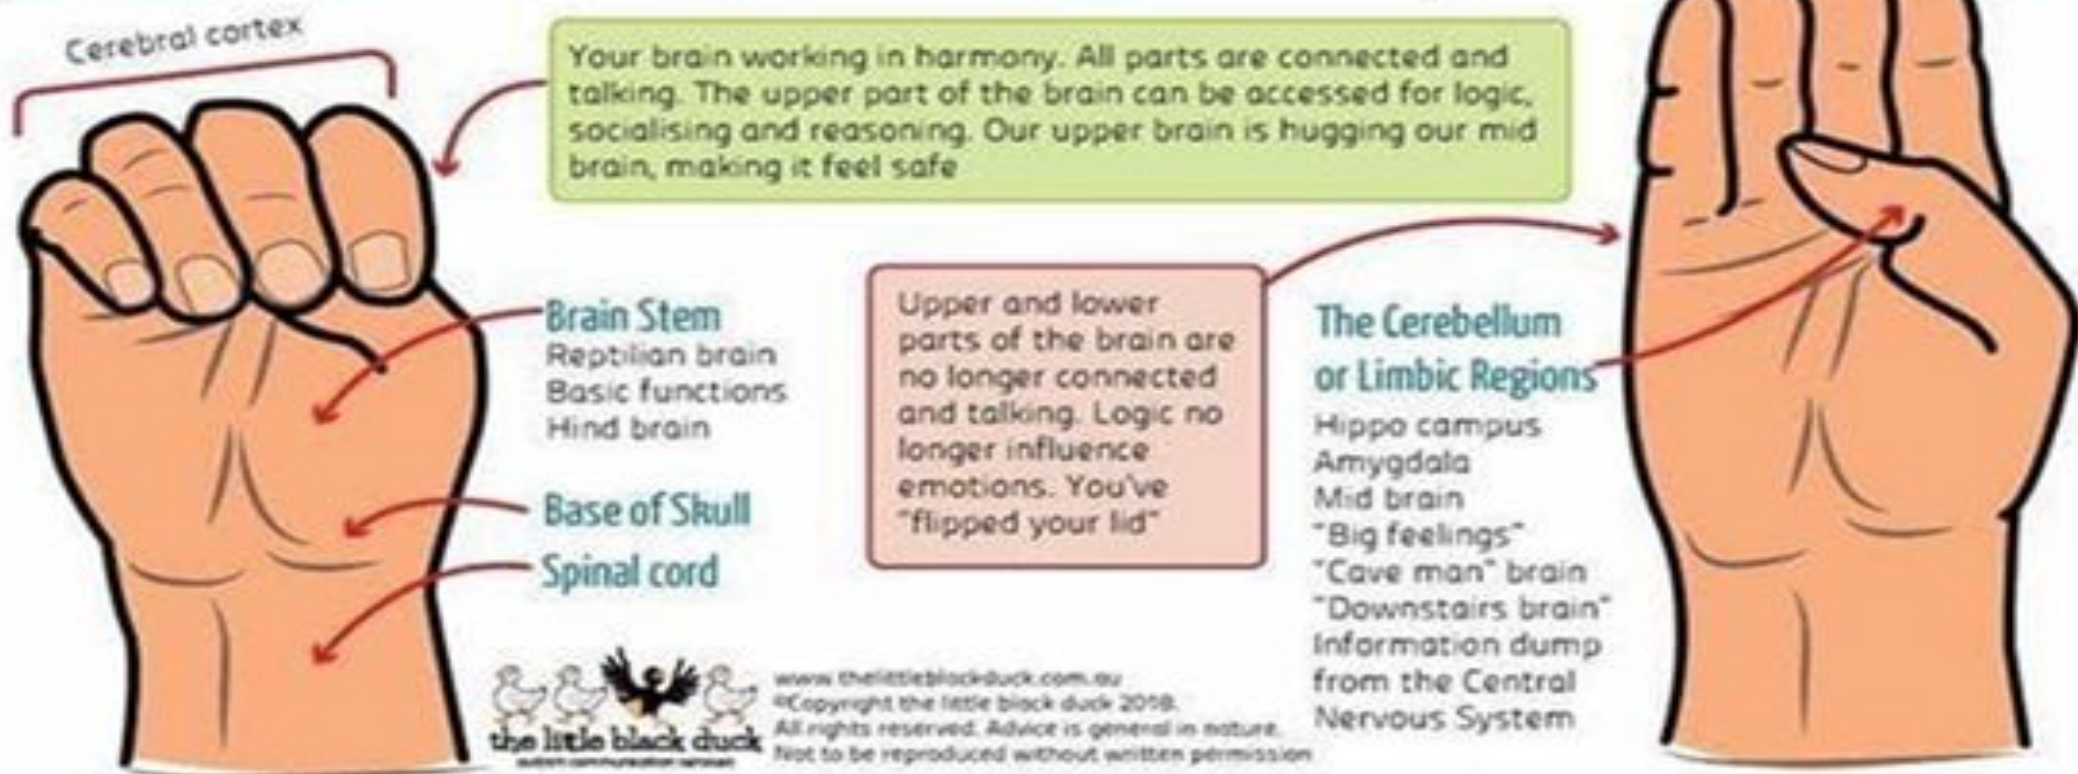 Cerebral cortex
Your brain working in harmony. All parts are connected and
talking. The upper part of the brain can be accessed for logic,
socialising and reasoning. Our upper brain is hugging our mid
brain, making it feel safe
Brain Stem
Reptilian brain
Basic functions
Hind brain
Base of Skull
Spinal cord
Upper and lower
parts of the brain are
no longer connected
and talking. Logic no
longer influence
emotions. You've
"flipped your lid"
The Cerebellum
or Limbic Regions
Hippo campus
Amygdala
Mid brain
"Big feelings"
"Cave man" brain
"Downstairs brain"
Information dump
from the Central
Nervous System
the little black duck
autism communication services
www.thelittleblackduck.com.au
©Copyright the little black duck 2018.
All rights reserved. Advice is general in nature.
Not to be reproduced without written permission